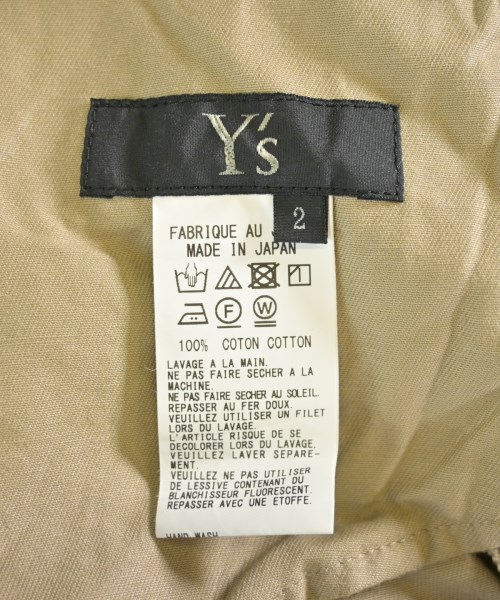 Y's
2
FABRIQUE AU J
MADE IN JAPAN
F
W
100% COTON COTTON
LAVAGE A LA MAIN.
NE PAS FAIRE SECHER A LA
MACHINE.
NE PAS FAIRE SECHER AU SOLEIL.
REPASSER AU FER DOUX.
VEUILLEZ UTILISER UN FILET
LORS DU LAVAGE.
L'ARTICLE RISQUE DE SE
DECOLORER LORS DU LAVAGE.
VEUILLEZ LAVER SEPARE-
MENT.
VEUILLEZ NE PAS UTILISER
DE LESSIVE CONTENANT DU
BLANCHISSEUR FLUORESCENT.
REPASSER AVEC UNE ETOFFE.
HAND WASH